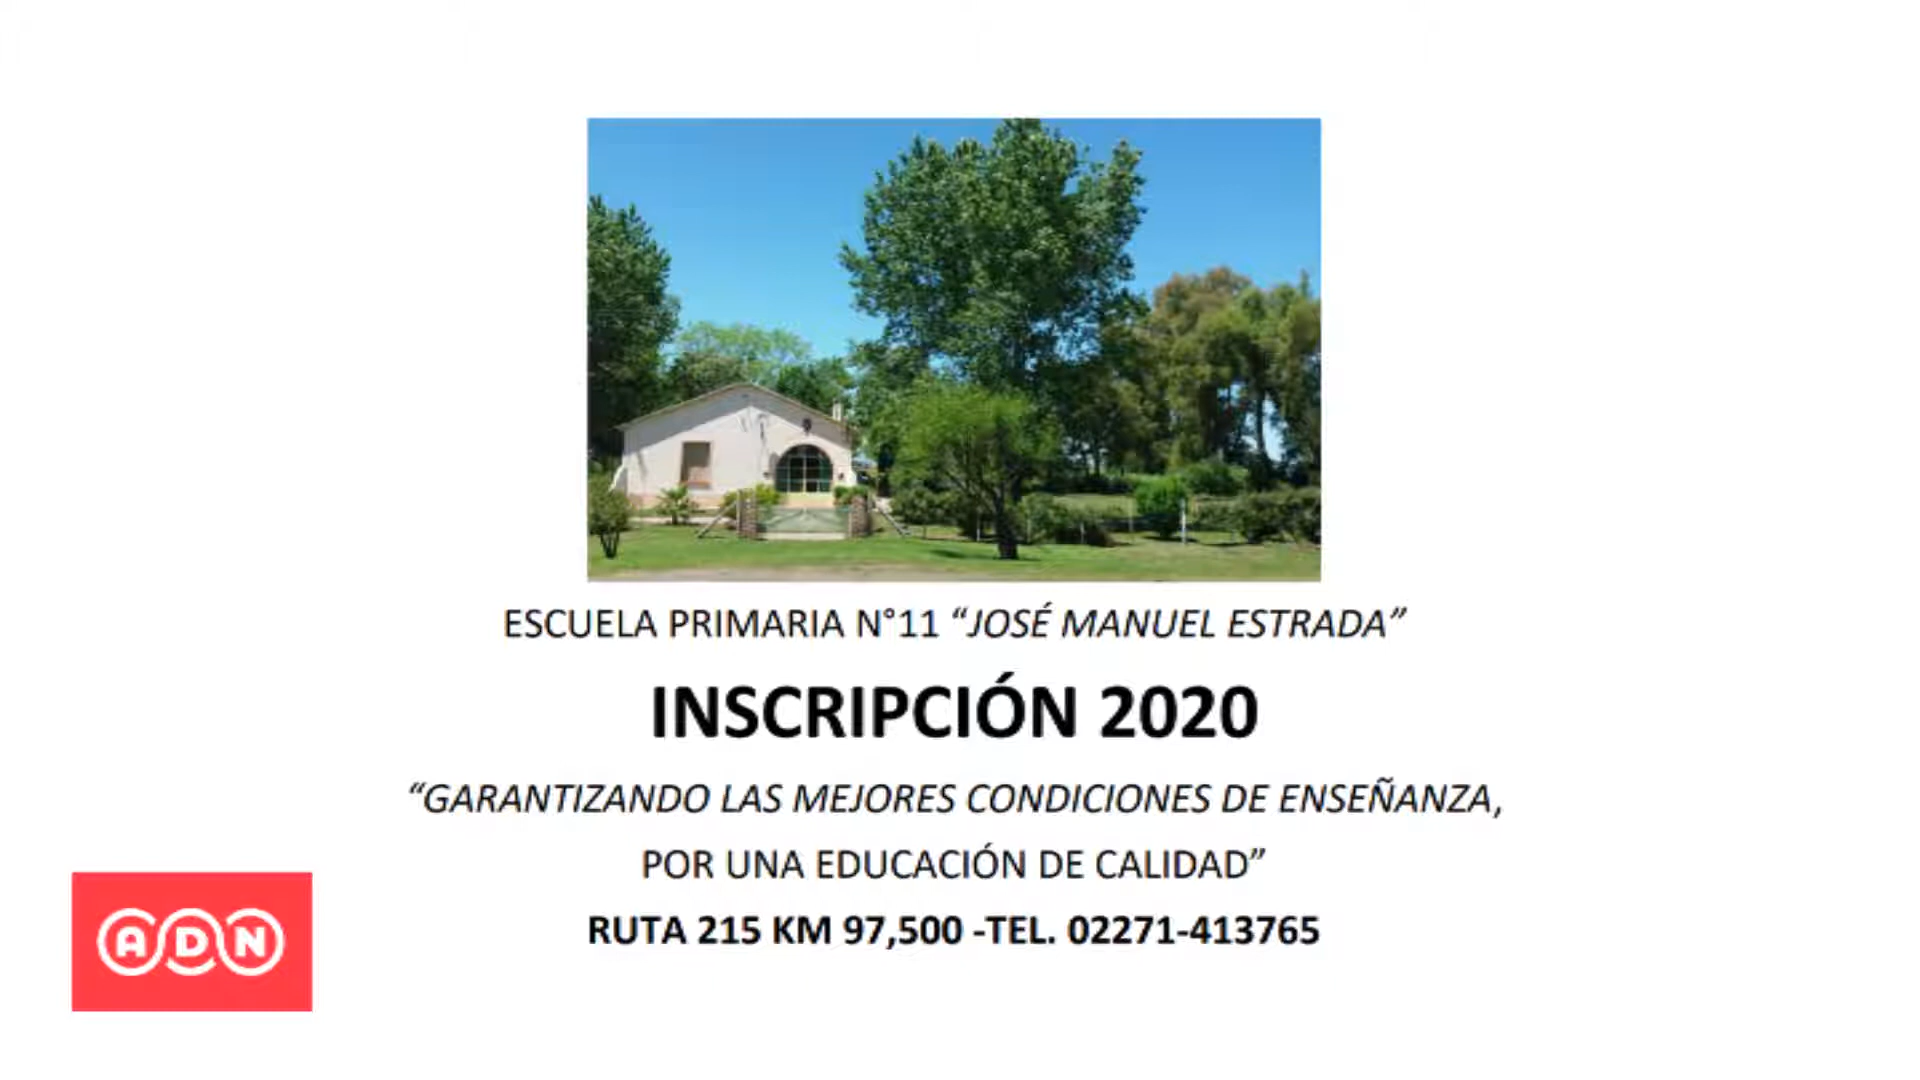 ESCUELA PRIMARIA N°11 “JOSÉ MANUEL ESTRADA”
INSCRIPCIÓN 2020
“GARANTIZANDO LAS MEJORES CONDICIONES DE ENSEÑANZA,
POR UNA EDUCACIÓN DE CALIDAD”
RUTA 215 KM 97,500 -TEL. 02271-413765
ADN